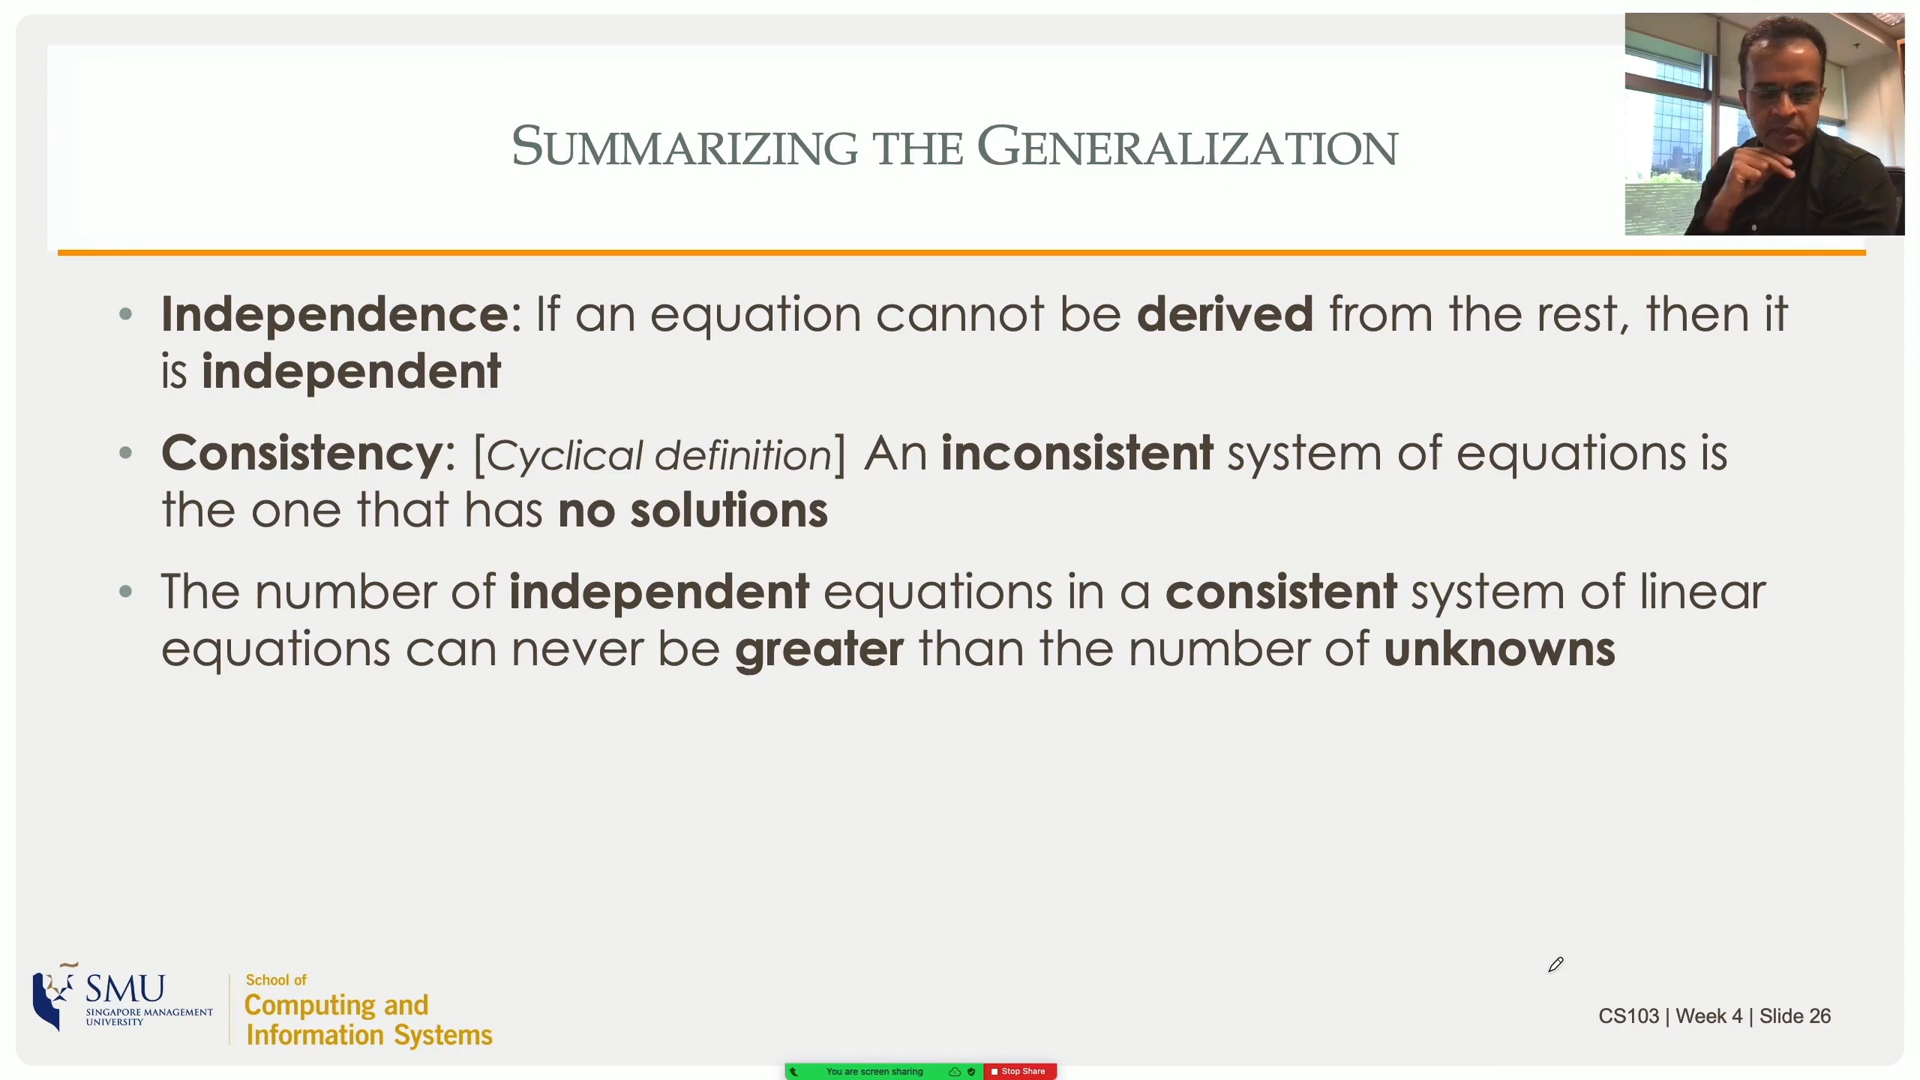 SUMMARIZING THE GENERALIZATION
• Independence: If an equation cannot be derived from the rest, then it
is independent
• Consistency: [Cyclical definition] An inconsistent system of equations is
the one that has no solutions
• The number of independent equations in a consistent system of linear
equations can never be greater than the number of unknowns
SMU
SINGAPORE MANAGEMENT
UNIVERSITY
School of
Computing and
Information Systems
CS103 | Week 4 | Slide 26
You are screen sharing
Stop Share